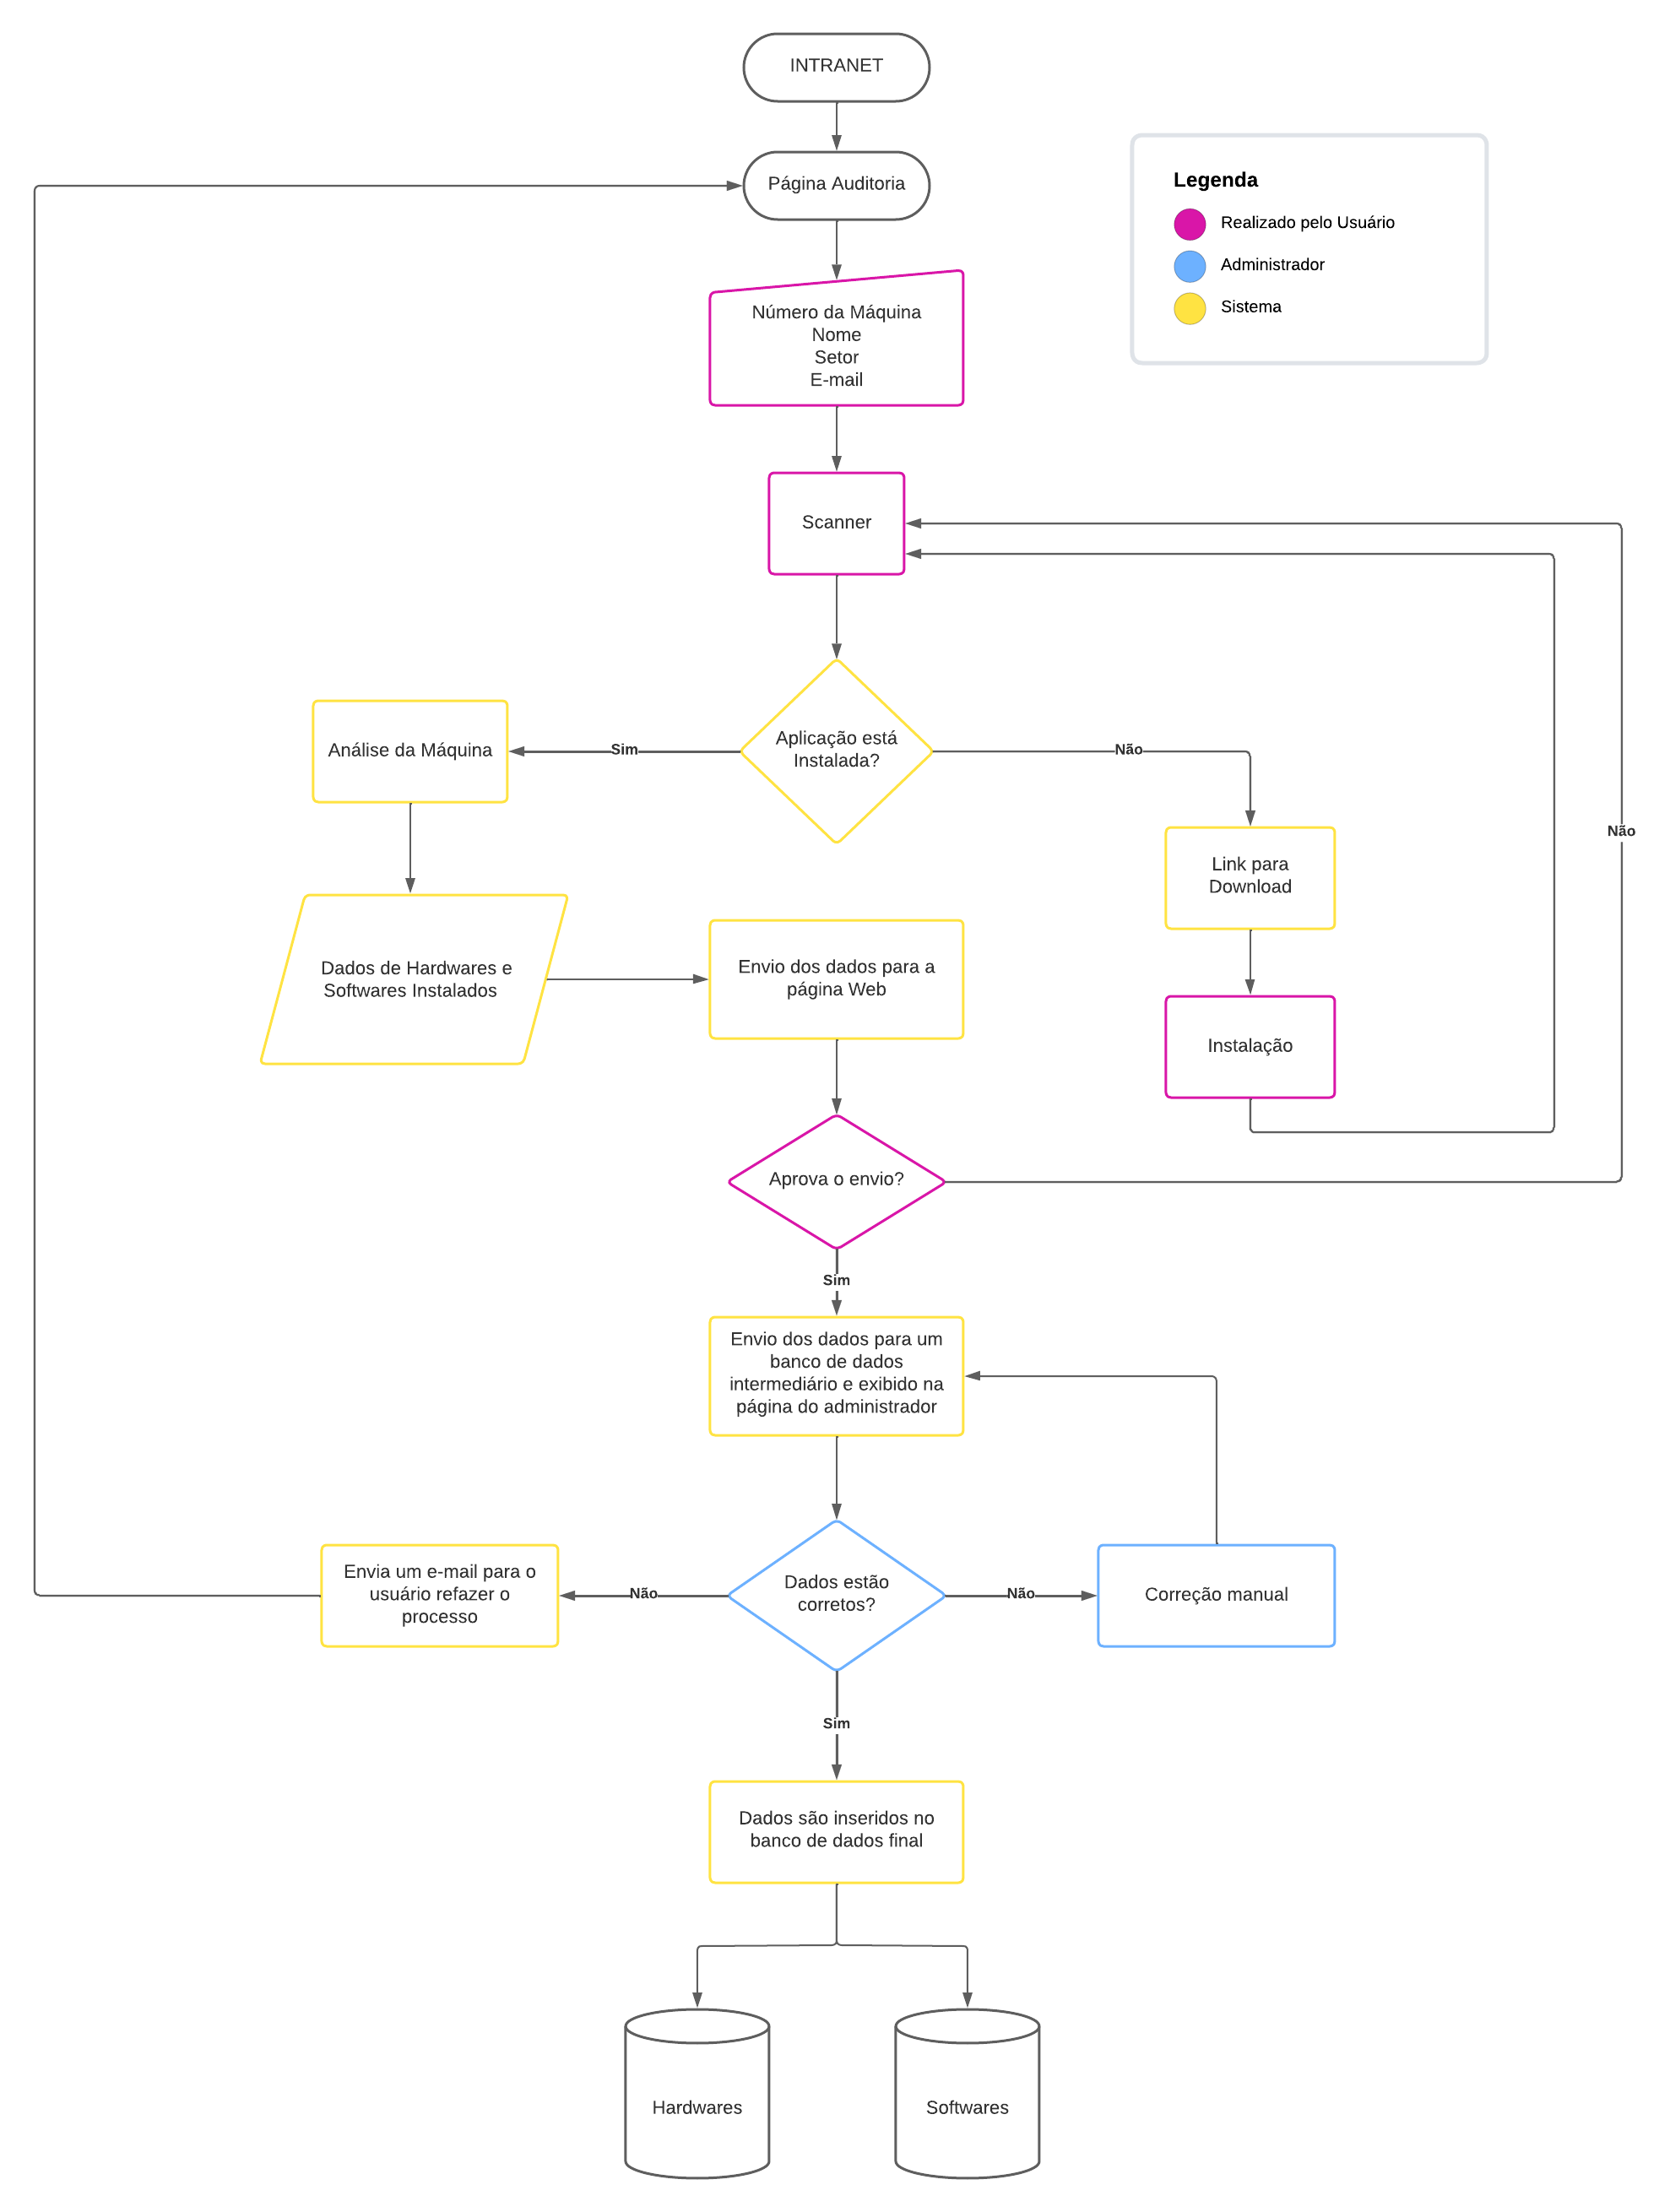 INTRANET
Página Auditoria
Legenda
Realizado pelo Usuário
Administrador
Sistema
Número da Máquina
Nome
Setor
E-mail
Scanner
Aplicação está
Instalada?
Sim
Não
Análise da Máquina
Não
Link para
Download
Dados de Hardwares e
Softwares Instalados
Envio dos dados para a
página Web
Instalação
Aprova o envio?
Sim
Envio dos dados para um
banco de dados
intermediário e exibido na
página do administrador
Envia um e-mail para o
usuário refazer o
processo
Não
Dados estão
corretos?
Não
Correção manual
Sim
Dados são inseridos no
banco de dados final
Hardwares
Softwares